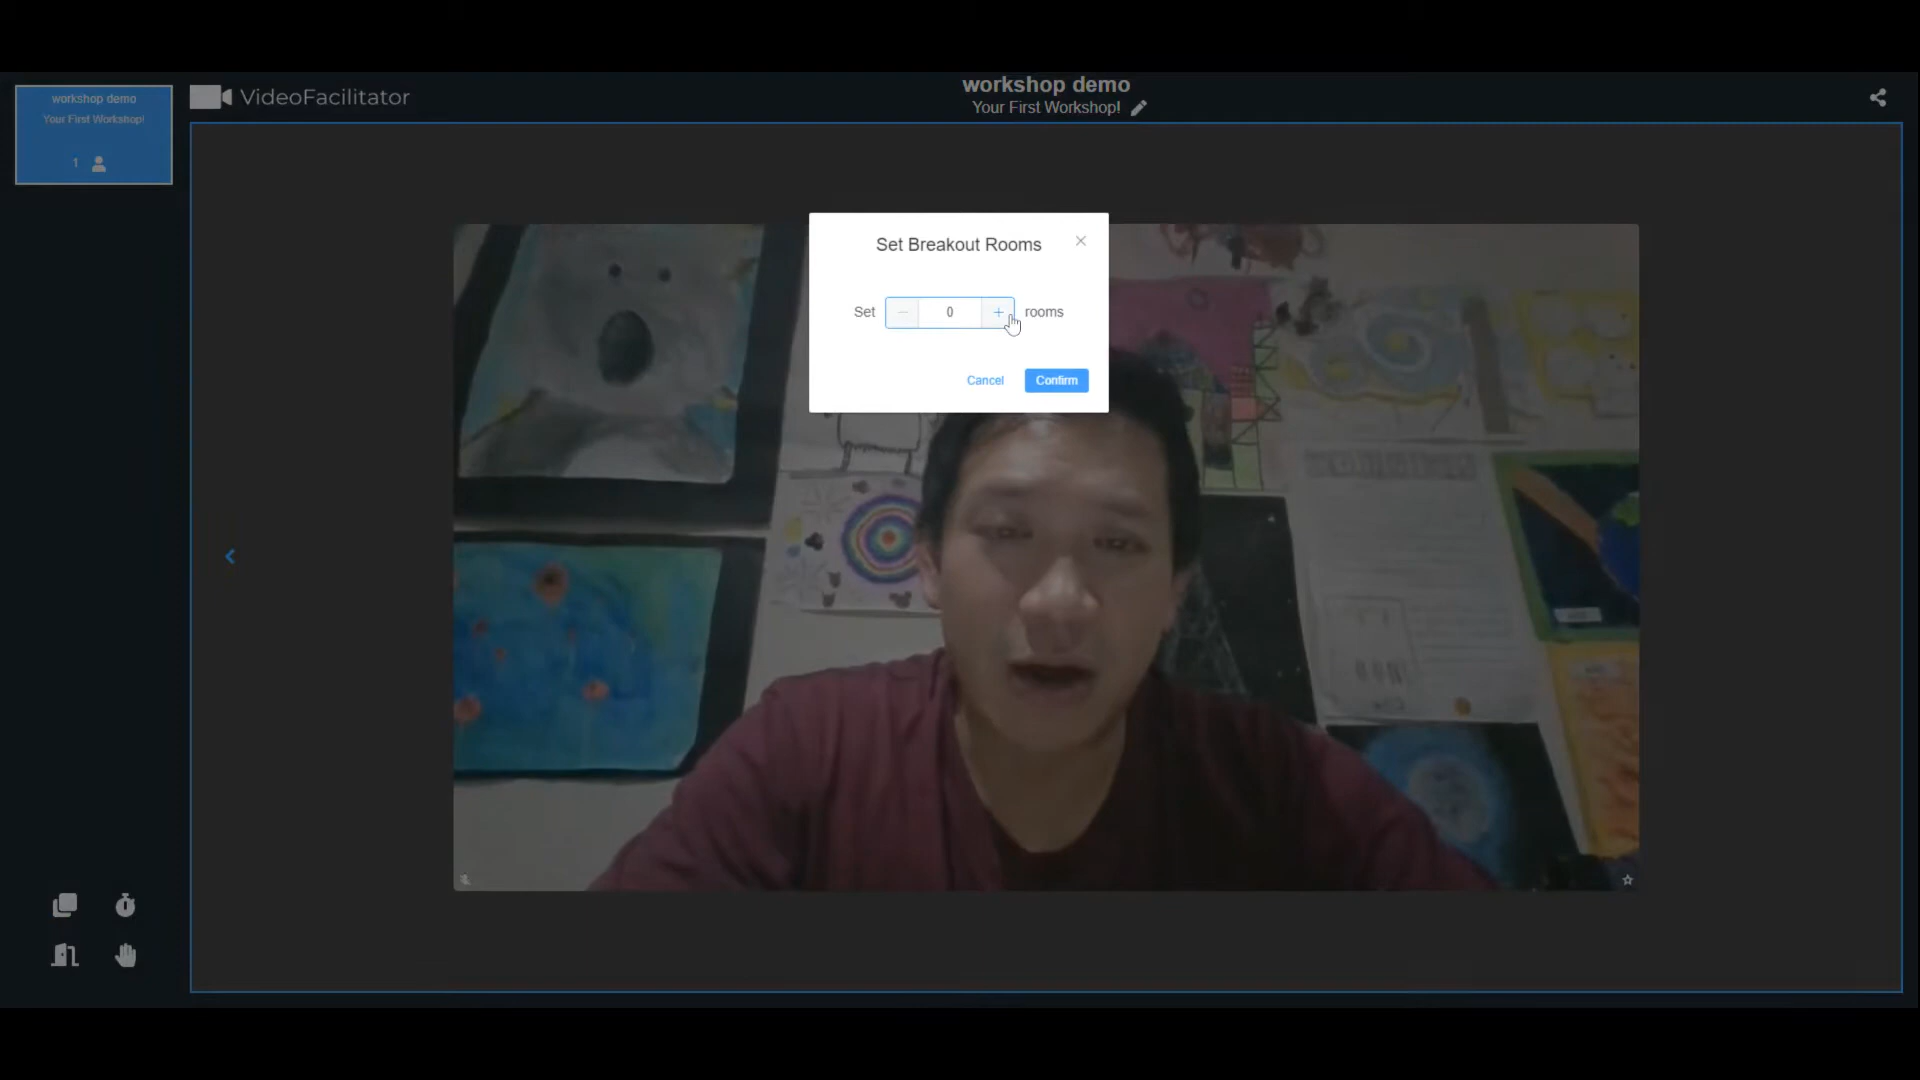 workshop demo
Your First Workshop!
1
VideoFacilitator
workshop demo
Your First Workshop!
Set Breakout Rooms
Set 0 rooms
Cancel Confirm